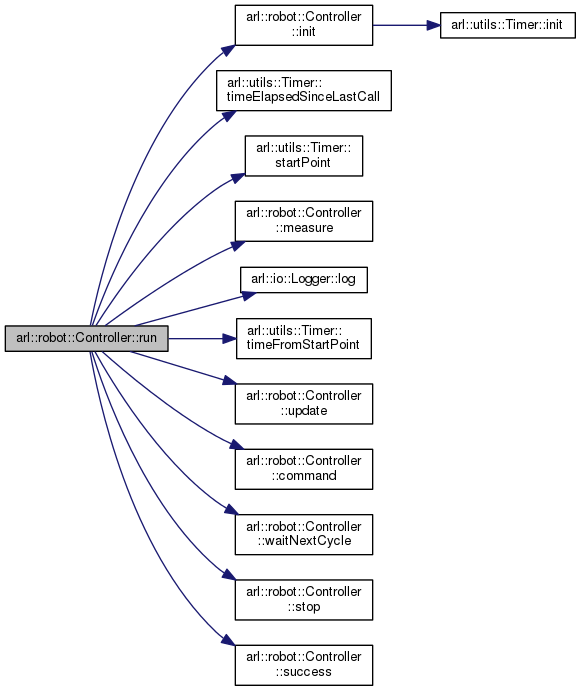 arl::robot::Controller
::init
arl::utils::Timer::init
arl::utils::Timer::
timeElapsedSinceLastCall
arl::utils::Timer::
startPoint
arl::robot::Controller
::measure
arl::io::Logger::log
arl::robot::Controller::run
arl::utils::Timer::
timeFromStartPoint
arl::robot::Controller
::update
arl::robot::Controller
::command
arl::robot::Controller
::waitNextCycle
arl::robot::Controller
::stop
arl::robot::Controller
::success